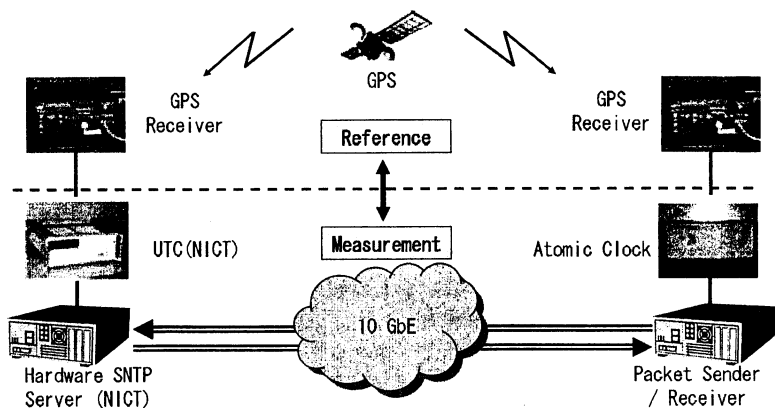 GPS
GPS
Receiver
GPS
Receiver
Reference
UTC(NICT)
Measurement
Atomic Clock
10 GbE
Hardware SNTP
Server (NICT)
Packet Sender
/ Receiver